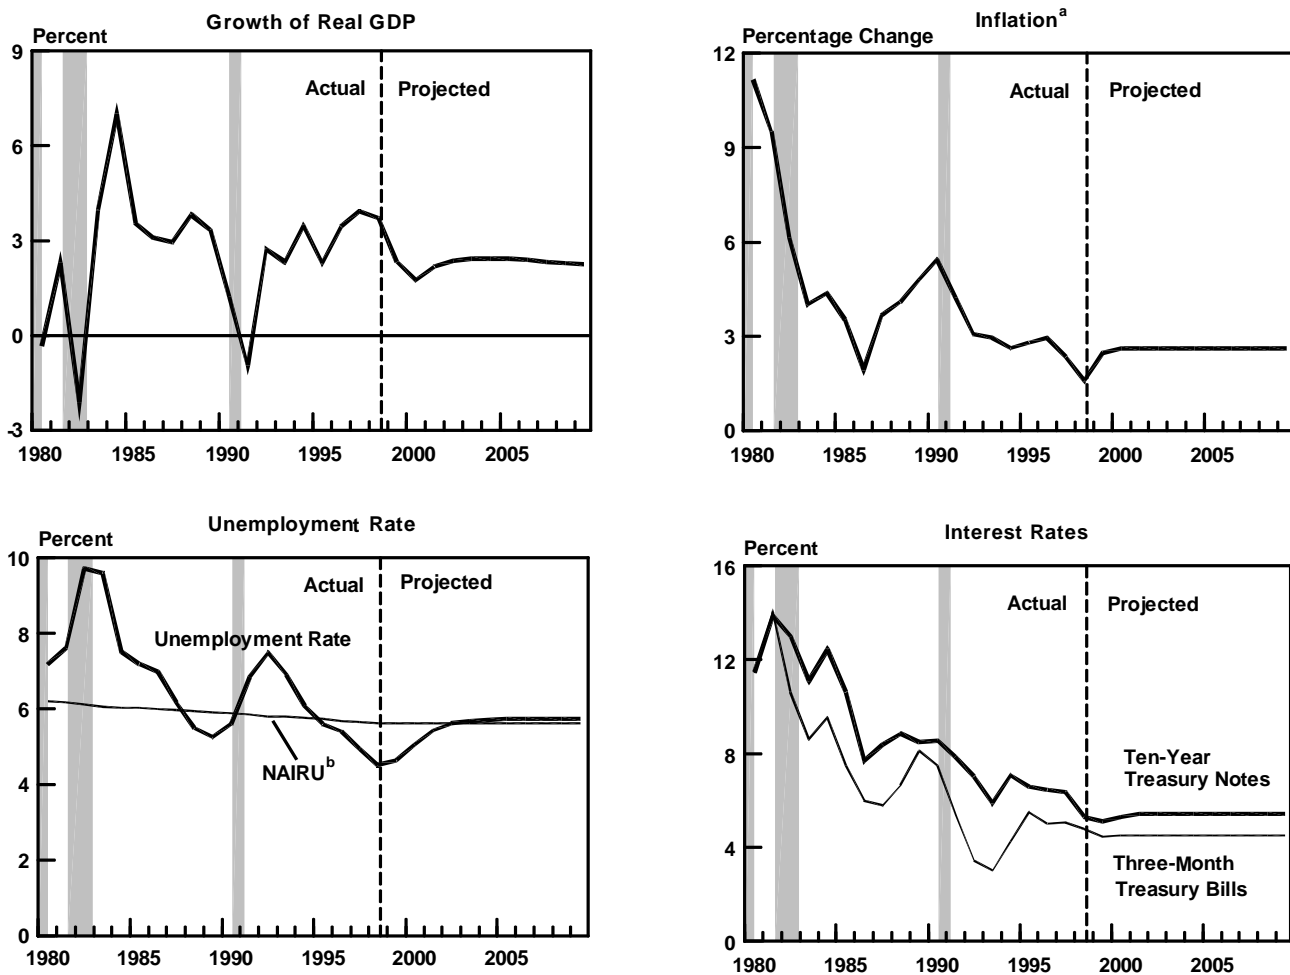 Growth of Real GDP
Percent
9
6
3
0
-3
Actual
Projected
1980
1985
1990
1995
2000
2005
Inflationᵃ
Percentage Change
12
9
6
3
0
Actual
Projected
1980
1985
1990
1995
2000
2005
Unemployment Rate
Percent
10
8
6
4
2
0
Actual
Projected
Unemployment Rate
NAIRUᵇ
1980
1985
1990
1995
2000
2005
Interest Rates
Percent
16
12
8
4
0
Actual
Projected
Ten-Year
Treasury Notes
Three-Month
Treasury Bills
1980
1985
1990
1995
2000
2005